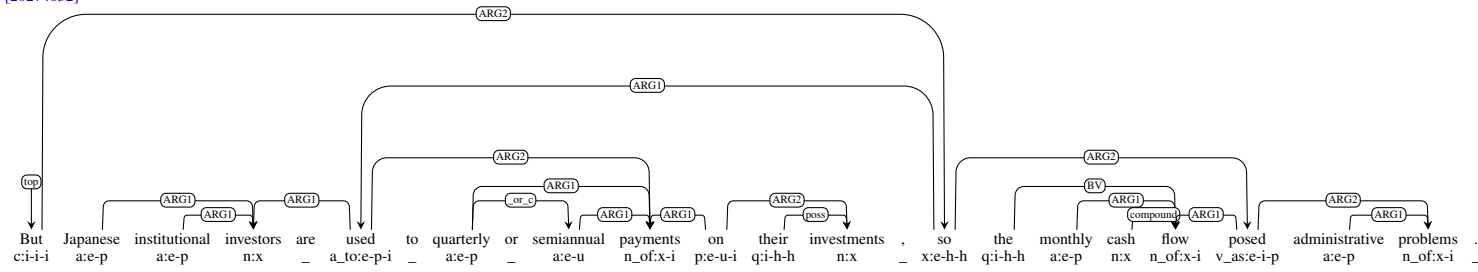 [20214032]
ARG2
ARG1
ARG2 ARG2
top ARG1 BV
ARG1 ARG1 _or_c ARG2 ARG1 ARG2
ARG1 ARG1 ARG1 poss compound ARG1 ARG1
But Japanese institutional investors are used to quarterly or semiannual payments on their investments , so the monthly cash flow posed administrative problems .
c:i-i-i a:e-p a:e-p n:x _ a_to:e-p-i _ a:e-p _ a:e-u n_of:x-i p:e-u-i q:i-h-h n:x _ x:e-h-h q:i-h-h a:e-p n:x n_of:x-i v_as:e-i-p a:e-p n_of:x-i _